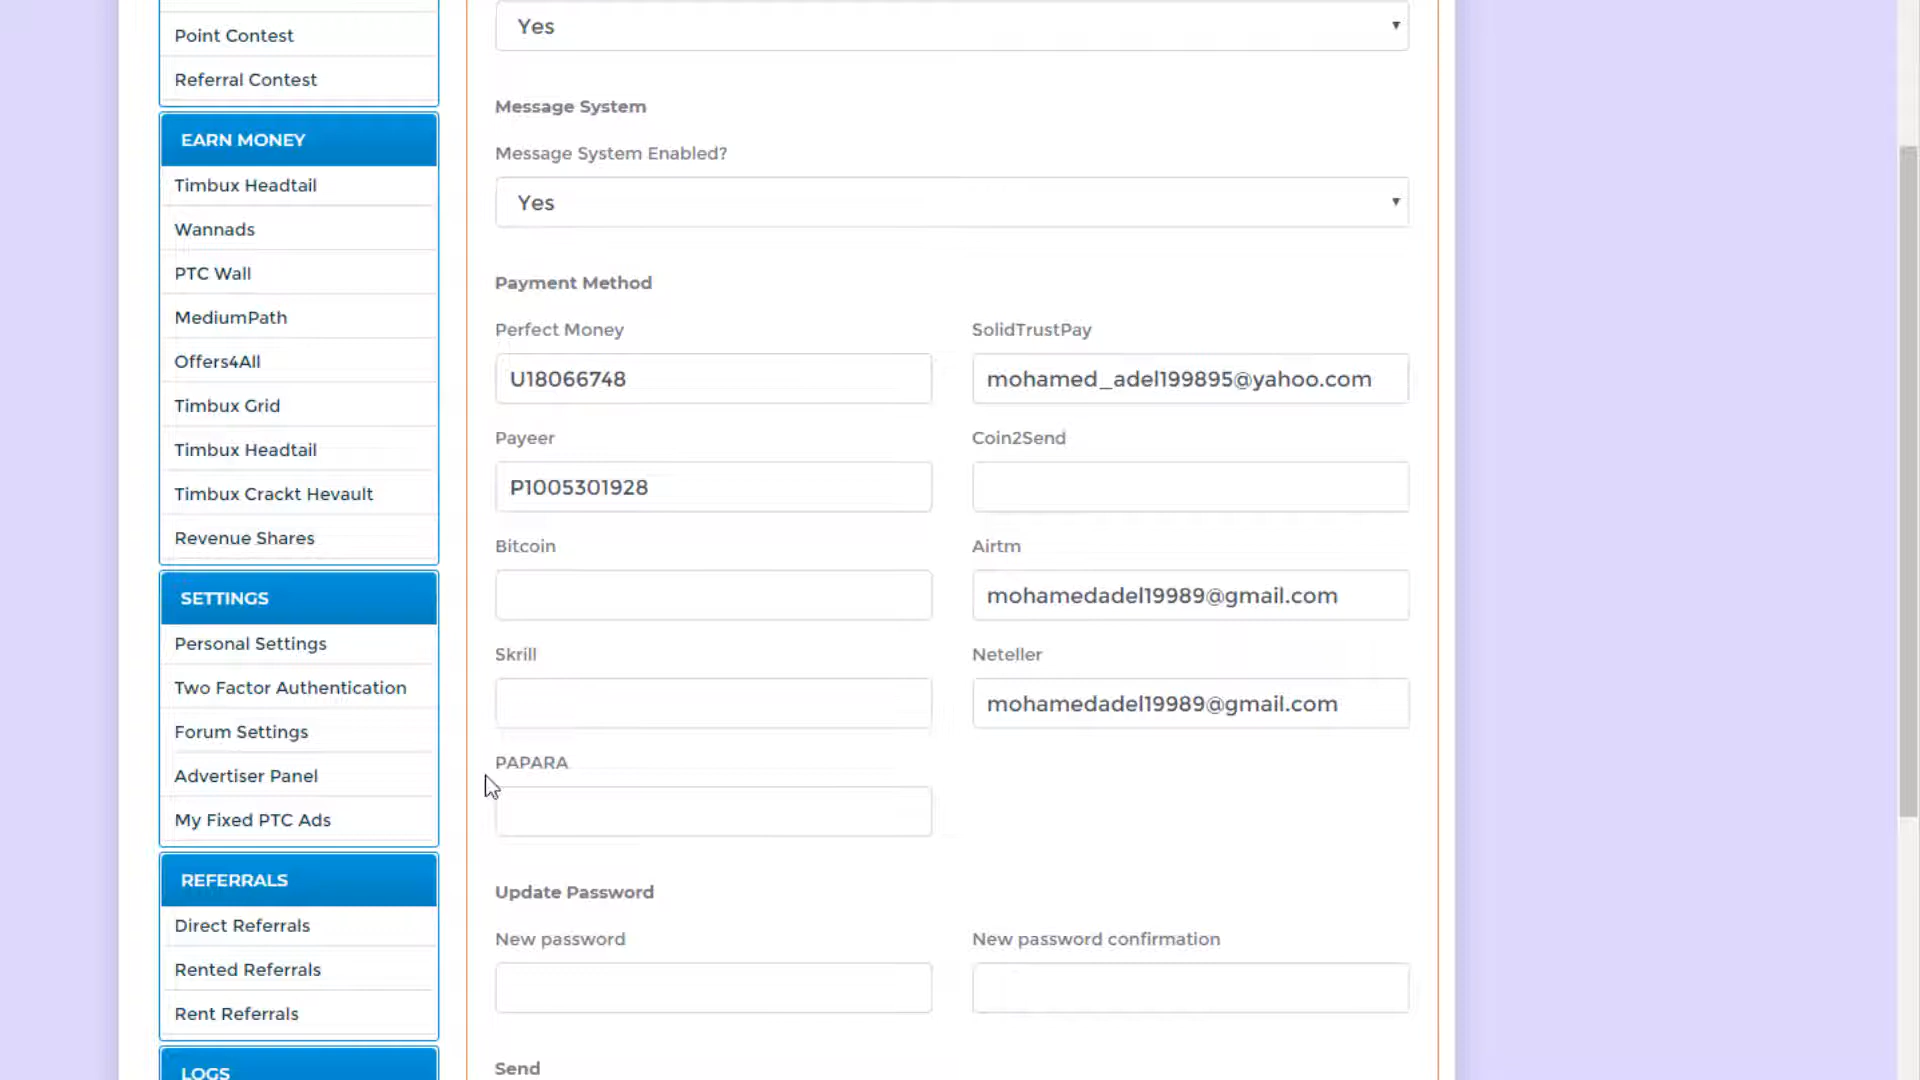 Point Contest
Referral Contest
EARN MONEY
Timbux Headtail
Wannads
PTC Wall
MediumPath
Offers4All
Timbux Grid
Timbux Headtail
Timbux Crackt Hevault
Revenue Shares
SETTINGS
Personal Settings
Two Factor Authentication
Forum Settings
Advertiser Panel
My Fixed PTC Ads
REFERRALS
Direct Referrals
Rented Referrals
Rent Referrals
LOGS
Yes
Message System
Message System Enabled?
Yes
Payment Method
Perfect Money
U18066748
SolidTrustPay
mohamed_adel199895@yahoo.com
Payeer
P1005301928
Coin2Send
Bitcoin
Airtm
mohamedadel19989@gmail.com
Skrill
Neteller
mohamedadel19989@gmail.com
PAPARA
Update Password
New password
New password confirmation
Send